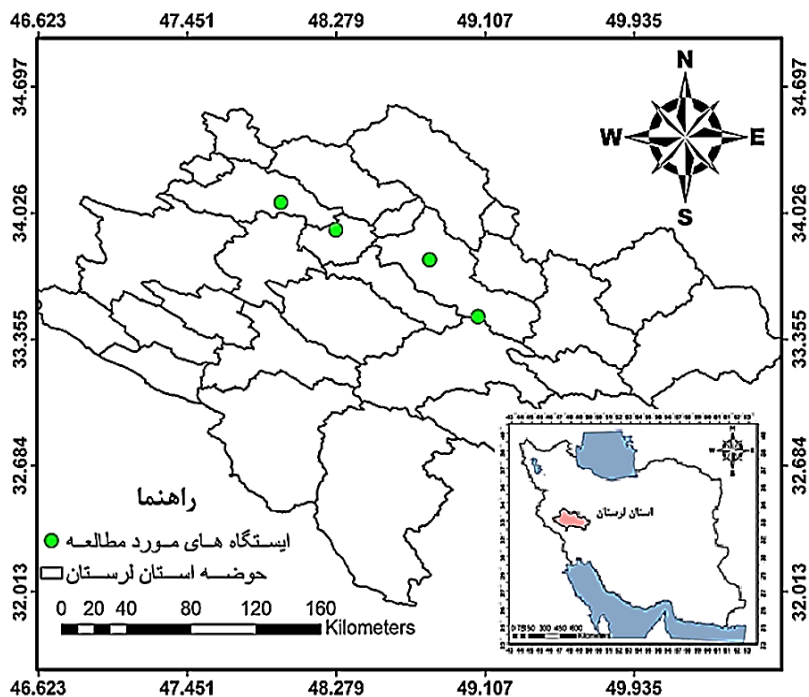 46.623 47.451 48.279 49.107 49.935
34.697
34.026
33.355
32.684
32.013
34.697
34.026
33.355
32.684
32.013
N
W E
S
راهنما
ایستگاه های مورد مطالعه
حوضه استان لرستان
0 20 40 80 120 160
Kilometers
استان لرستان
46.623 47.451 48.279 49.107 49.935